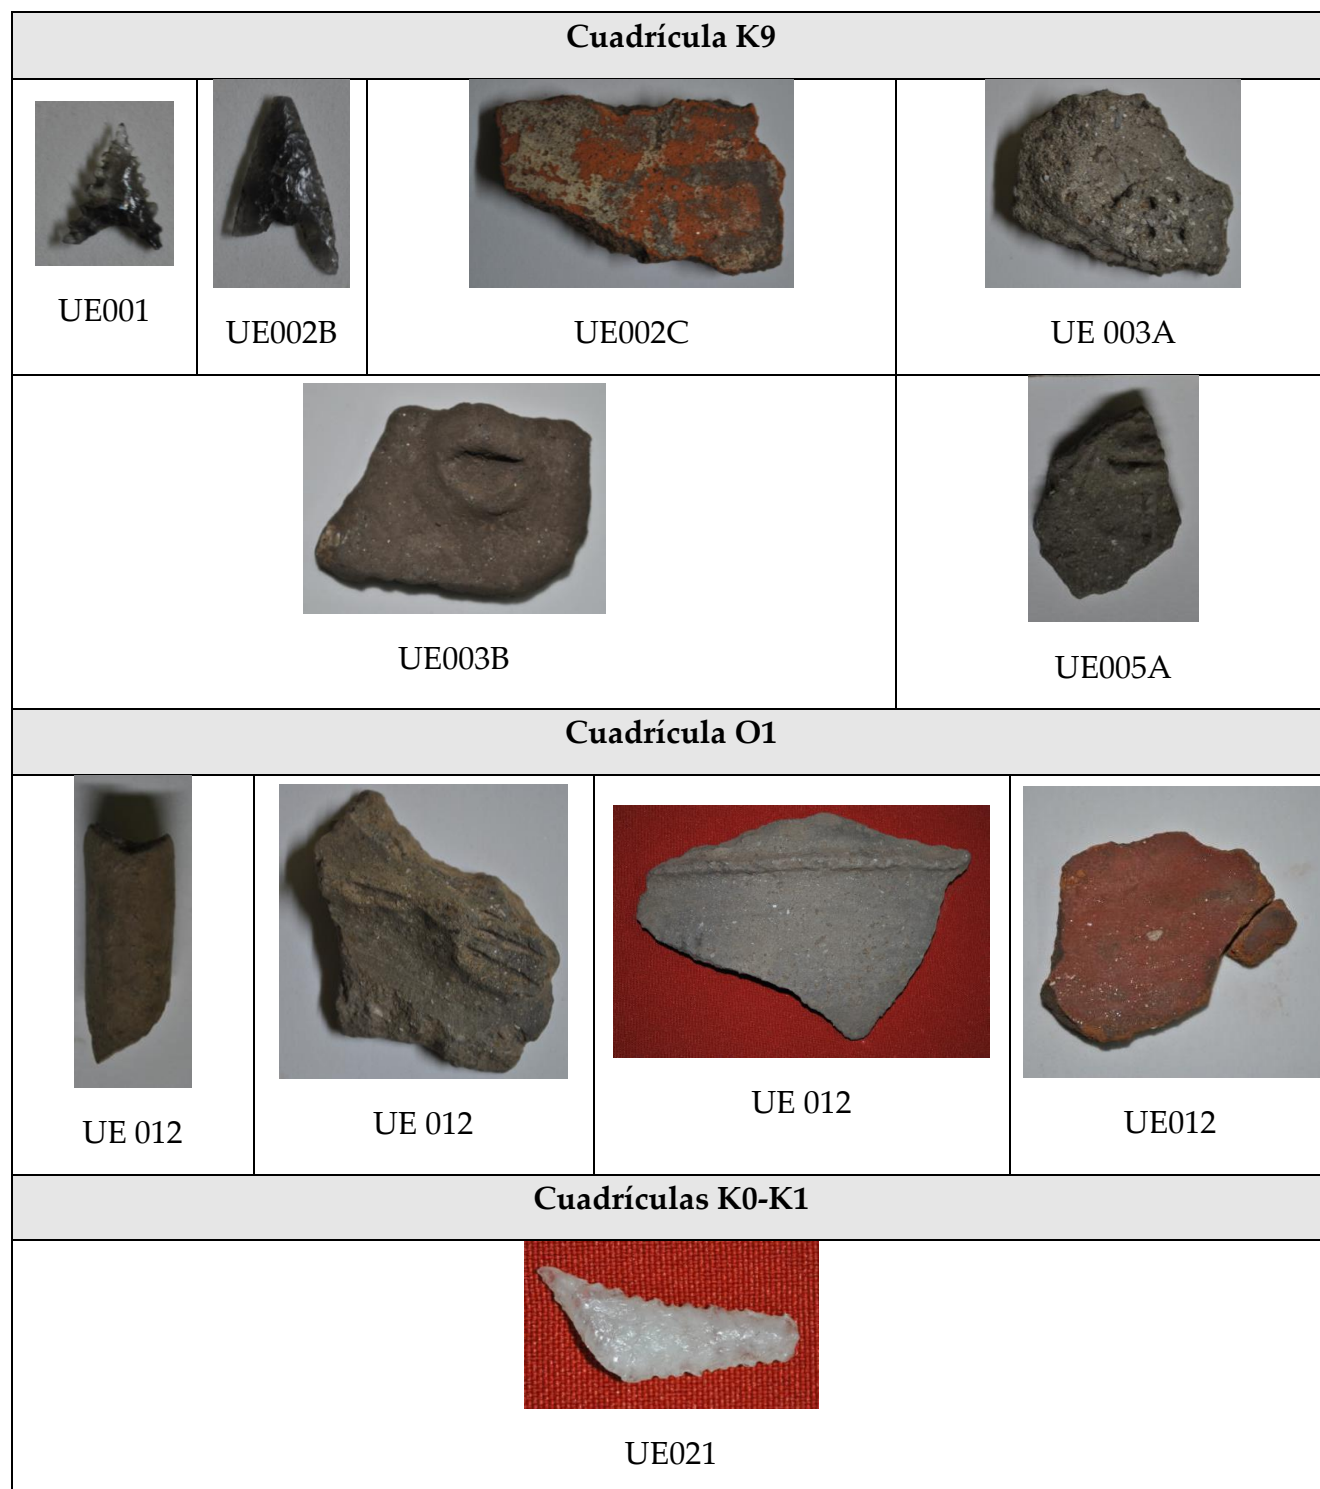 Cuadrícula K9
UE001
UE002B
UE002C
UE 003A
UE003B
UE005A
Cuadrícula O1
UE 012
UE 012
UE 012
UE012
Cuadrículas K0-K1
UE021